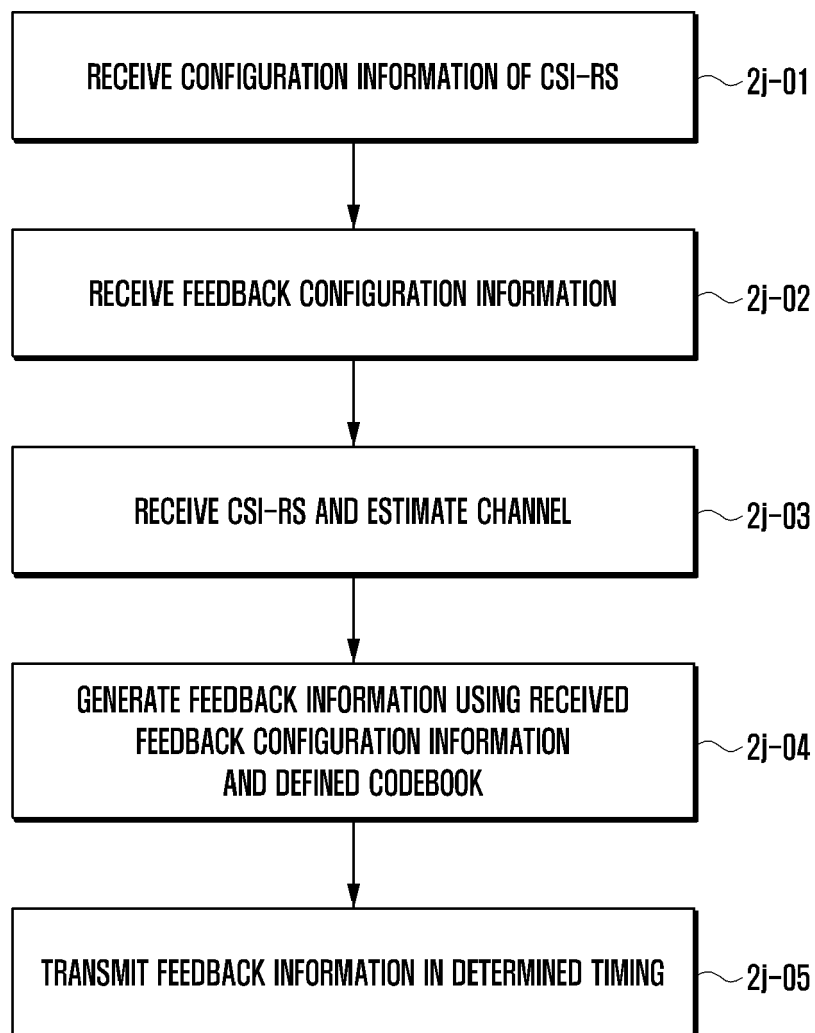 RECEIVE CONFIGURATION INFORMATION OF CSI-RS
2j-01
RECEIVE FEEDBACK CONFIGURATION INFORMATION
2j-02
RECEIVE CSI-RS AND ESTIMATE CHANNEL
2j-03
GENERATE FEEDBACK INFORMATION USING RECEIVED
FEEDBACK CONFIGURATION INFORMATION
AND DEFINED CODEBOOK
2j-04
TRANSMIT FEEDBACK INFORMATION IN DETERMINED TIMING
2j-05